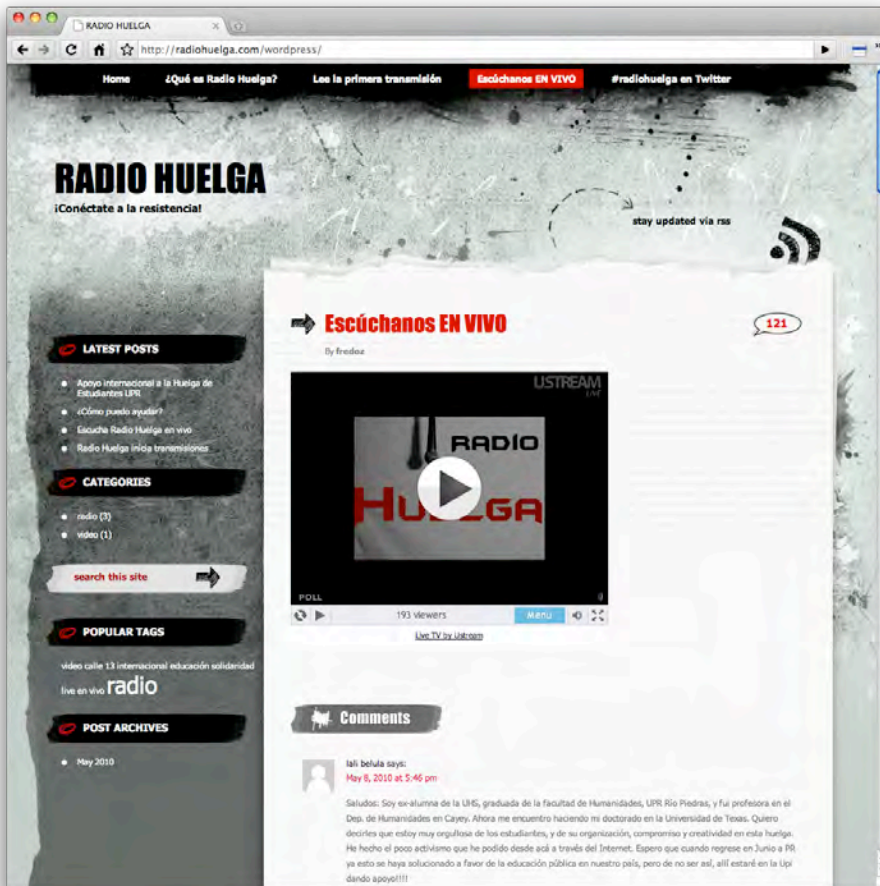 RADIO HUELGA
http://radiohuelga.com/wordpress/
Home ¿Qué es Radio Huelga? Lee la primera transmisión Escúchanos EN VIVO #radiohuelga en Twitter
RADIO HUELGA
¡Conéctate a la resistencia!
stay updated via rss
LATEST POSTS
Apoyo internacional a la Huelga de
Estudiantes UPR
¿Cómo puedo ayudar?
Escucha Radio Huelga en vivo
Radio Huelga inicia transmisiones
CATEGORIES
radio (3)
video (1)
search this site
POPULAR TAGS
video calle 13 internacional educación solidaridad
live en vivo radio
POST ARCHIVES
May 2010
Escúchanos EN VIVO
121
By fredoz
USTREAM
LIVE
RADIO
HUELGA
POLL
193 viewers Menu
Live TV by Ustream
Comments
lali belula says:
May 8, 2010 at 5:46 pm
Saludos: Soy ex-alumna de la UHS, graduada de la facultad de Humanidades, UPR Río Piedras, y fui profesora en el
Dep. de Humanidades en Cayey. Ahora me encuentro haciendo mi doctorado en la Universidad de Texas. Quiero
decirles que estoy muy orgullosa de los estudiantes, y de su organización, compromiso y creatividad en esta huelga.
He hecho el poco activismo que he podido desde acá a través del Internet. Espero que cuando regrese en Junio a PR
ya esto se haya solucionado a favor de la educación pública en nuestro país, pero de no ser así, allí estaré en la Upi
dando apoyo!!!!